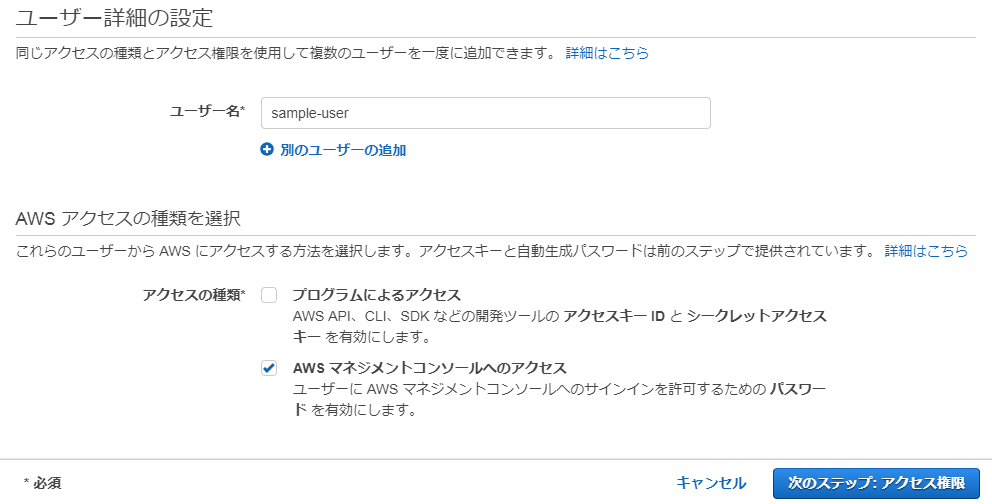 ユーザー詳細の設定
同じアクセスの種類とアクセス権限を使用して複数のユーザーを一度に追加できます。 詳細はこちら
ユーザー名* sample-user
別のユーザーの追加
AWS アクセスの種類を選択
これらのユーザーから AWS にアクセスする方法を選択します。アクセスキーと自動生成パスワードは前のステップで提供されています。 詳細はこちら
アクセスの種類* プログラムによるアクセス
AWS API、CLI、SDK などの開発ツールの アクセスキー ID と シークレットアクセス
キー を有効にします。
AWS マネジメントコンソールへのアクセス
ユーザーに AWS マネジメントコンソールへのサインインを許可するための パスワー
ド を有効にします。
* 必須 キャンセル 次のステップ: アクセス権限